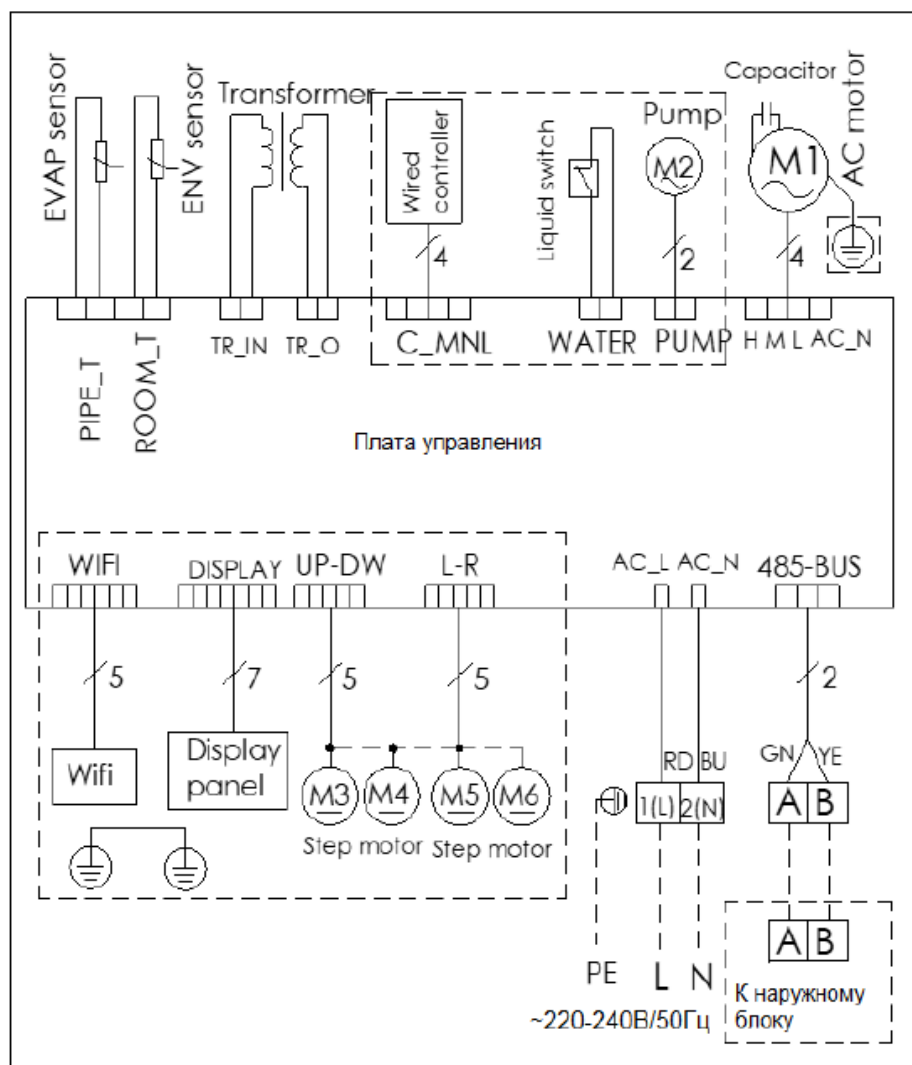 EVAP sensor
ENV sensor
Transformer
Wired
controller
Liquid switch
Pump
M2
Capacitor
M1
AC motor
4
2
4
PIPE_T
ROOM_T
TR_IN
TR_O
C_MNL
WATER
PUMP
H M L AC_N
Плата управления
WIFI
DISPLAY
UP-DW
L-R
AC_L
AC_N
485-BUS
5
7
5
5
2
Wifi
Display
panel
M3
M4
M5
M6
Step motor
Step motor
RD
BU
1(L)
2(N)
GN
YE
A B
A B
PE
L
N
~220-240В/50Гц
К наружному
блоку